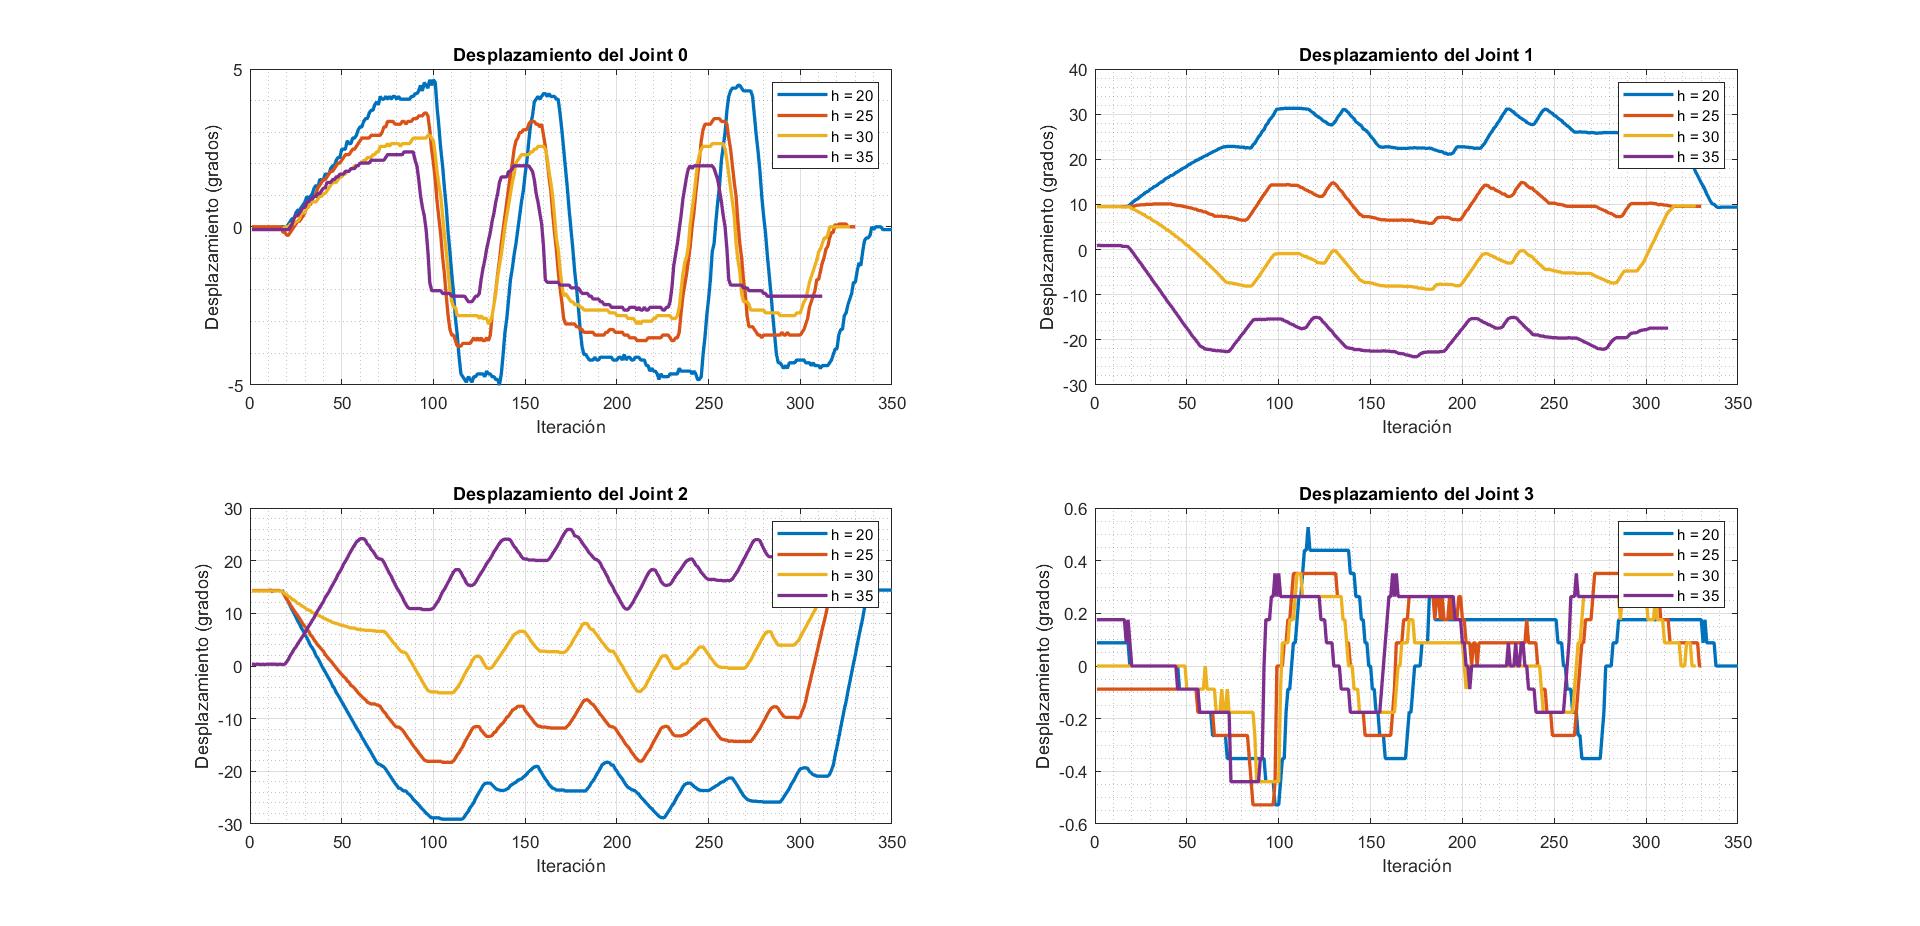 Desplazamiento del Joint 0
Desplazamiento (grados)
5
0
-5
h = 20
h = 25
h = 30
h = 35
0 50 100 150 200 250 300 350
Iteración
Desplazamiento del Joint 1
Desplazamiento (grados)
40
30
20
10
0
-10
-20
-30
h = 20
h = 25
h = 30
h = 35
0 50 100 150 200 250 300 350
Iteración
Desplazamiento del Joint 2
Desplazamiento (grados)
30
20
10
0
-10
-20
-30
h = 20
h = 25
h = 30
h = 35
0 50 100 150 200 250 300 350
Iteración
Desplazamiento del Joint 3
Desplazamiento (grados)
0.6
0.4
0.2
0
-0.2
-0.4
-0.6
h = 20
h = 25
h = 30
h = 35
0 50 100 150 200 250 300 350
Iteración